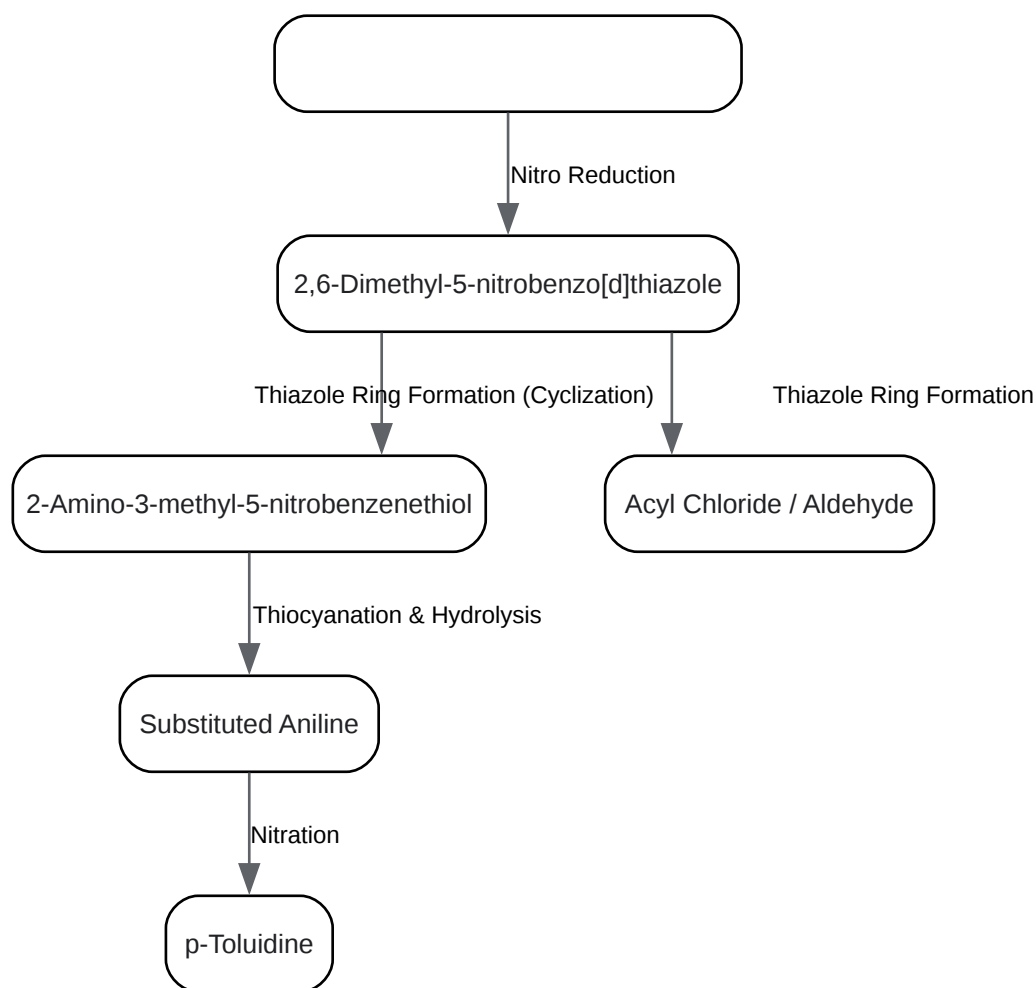 Nitro Reduction
2,6-Dimethyl-5-nitrobenzo[d]thiazole
Thiazole Ring Formation (Cyclization)
Thiazole Ring Formation
2-Amino-3-methyl-5-nitrobenzenethiol
Acyl Chloride / Aldehyde
Thiocyanation & Hydrolysis
Substituted Aniline
Nitration
p-Toluidine